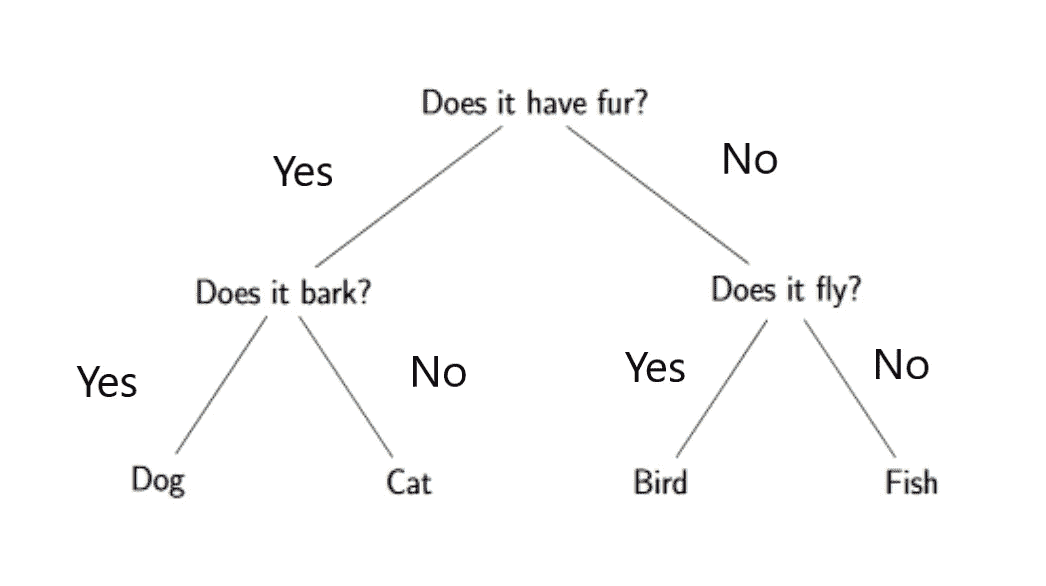 Does it have fur?
Yes
No
Does it bark?
Does it fly?
Yes
No
Yes
No
Dog
Cat
Bird
Fish